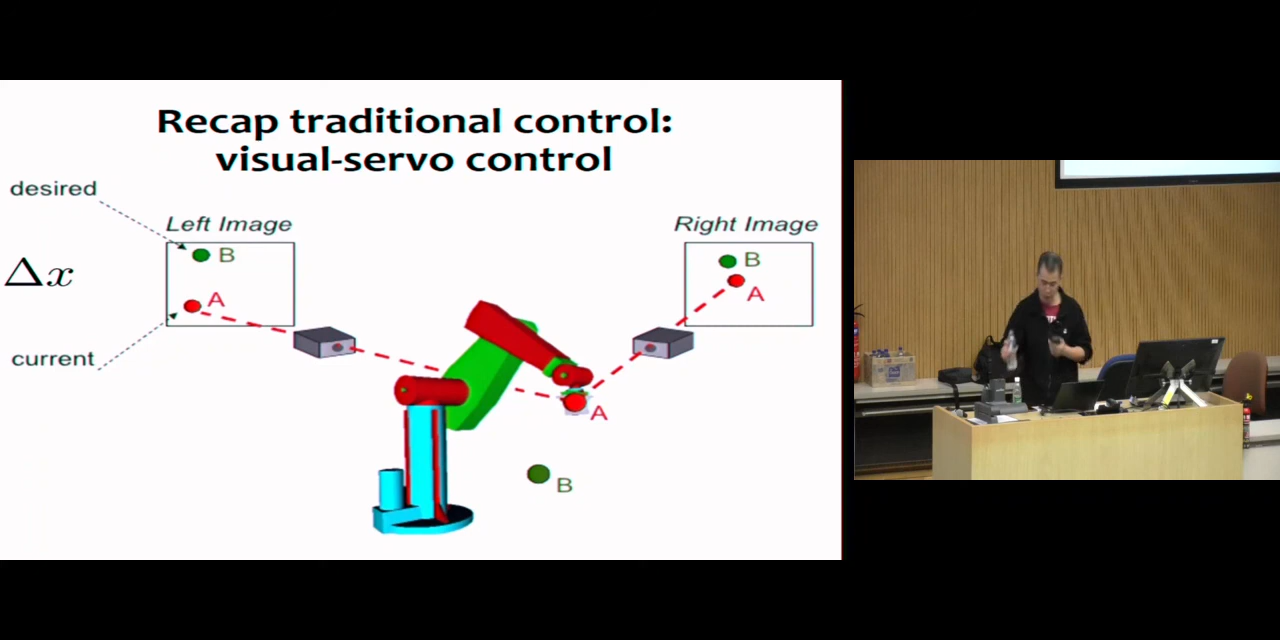 Recap traditional control:
visual-servo control
desired
Left Image
Right Image
B
B
Δx
A
A
current
A
B